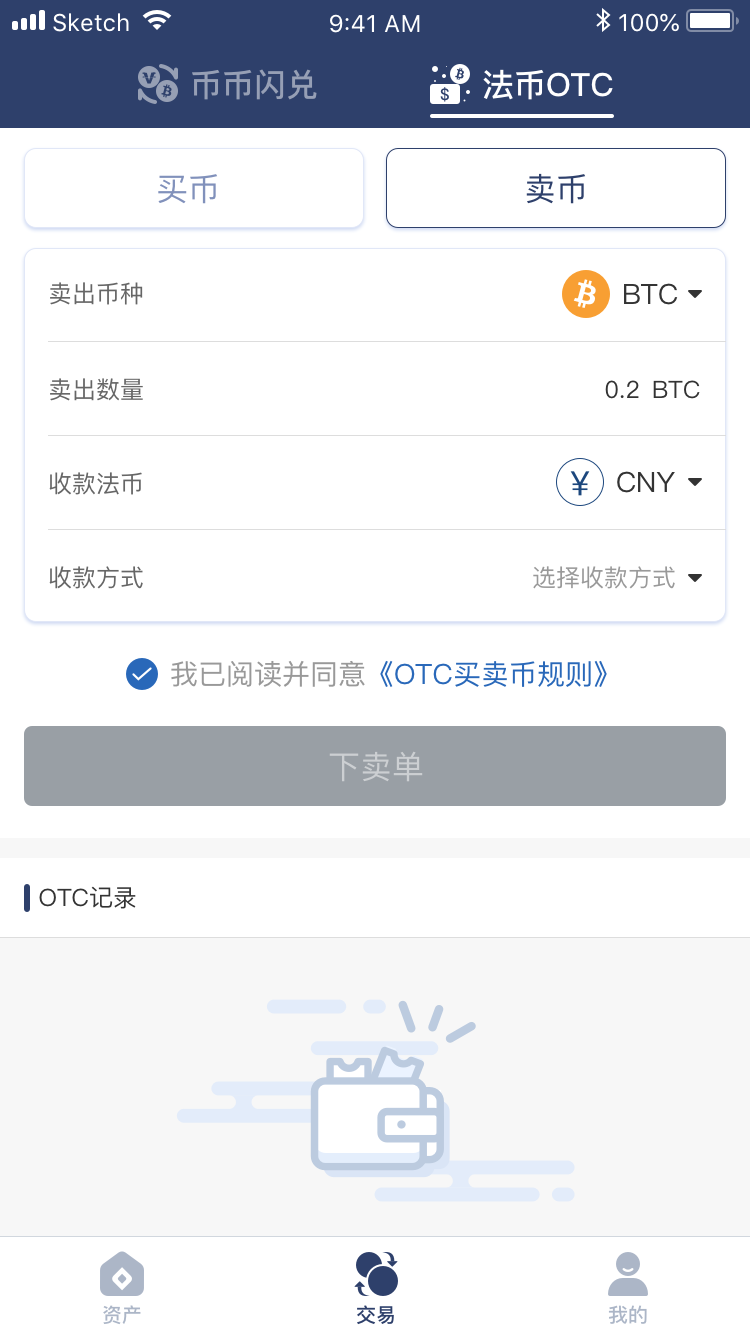 Sketch 9:41 AM 100%
币币闪兑 法币OTC
买币 卖币
卖出币种 BTC
卖出数量 0.2 BTC
收款法币 ¥ CNY
收款方式 选择收款方式
我已阅读并同意《OTC买卖币规则》
下卖单
OTC记录
资产 交易 我的